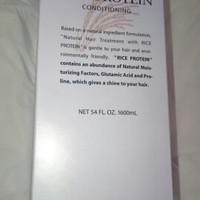 PROTEIN
CONDITIONING
Based on a natural ingredient formulation,
"Natural Hair Treatment with RICE
PROTEIN" is gentle to your hair and envi-
ronmentally friendly. "RICE PROTEIN"
contains an abundance of Natural Mois-
turizing Factors, Glutamic Acid and Pro-
line, which gives a shine to your hair.
NET 54 FL. OZ. 1600mL